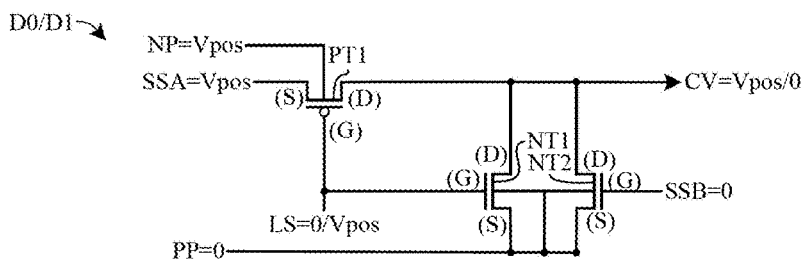 D0/D1
NP=Vpos
PT1
SSA=Vpos
(S)
(D)
CV=Vpos/0
(G)
NT1
(D)
NT2
(D)
(G)
(G)
SSB=0
(S)
(S)
LS=0/Vpos
PP=0